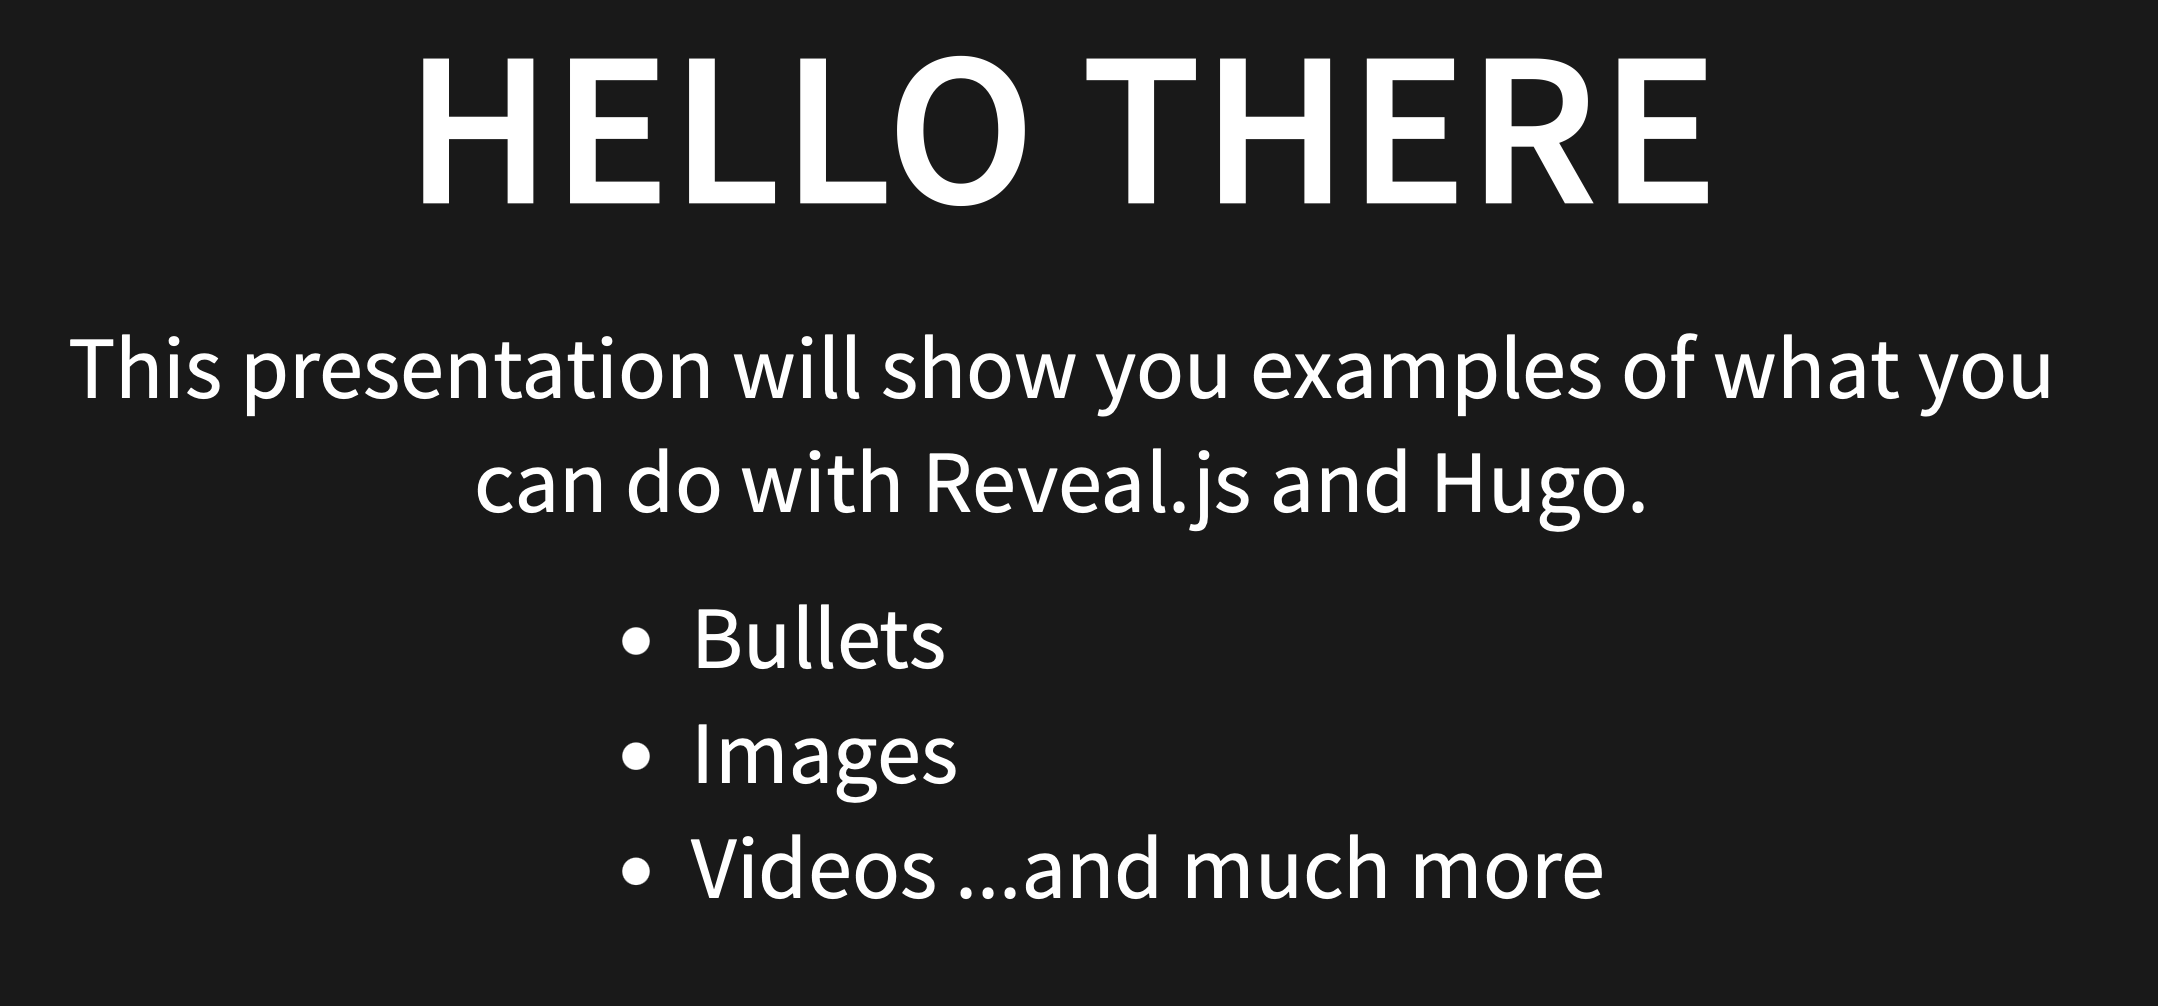 HELLO THERE
This presentation will show you examples of what you
can do with Reveal.js and Hugo.
• Bullets
• Images
• Videos ...and much more